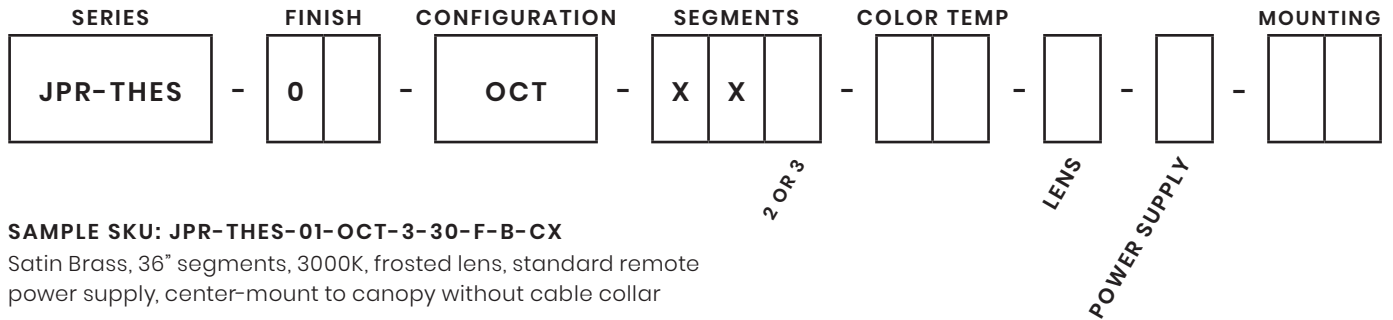 SERIES FINISH CONFIGURATION SEGMENTS COLOR TEMP MOUNTING
JPR-THES - 0 - OCT - X X - - - -
2 OR 3
LENS
POWER SUPPLY
SAMPLE SKU: JPR-THES-01-OCT-3-30-F-B-CX
Satin Brass, 36” segments, 3000K, frosted lens, standard remote
power supply, center-mount to canopy without cable collar